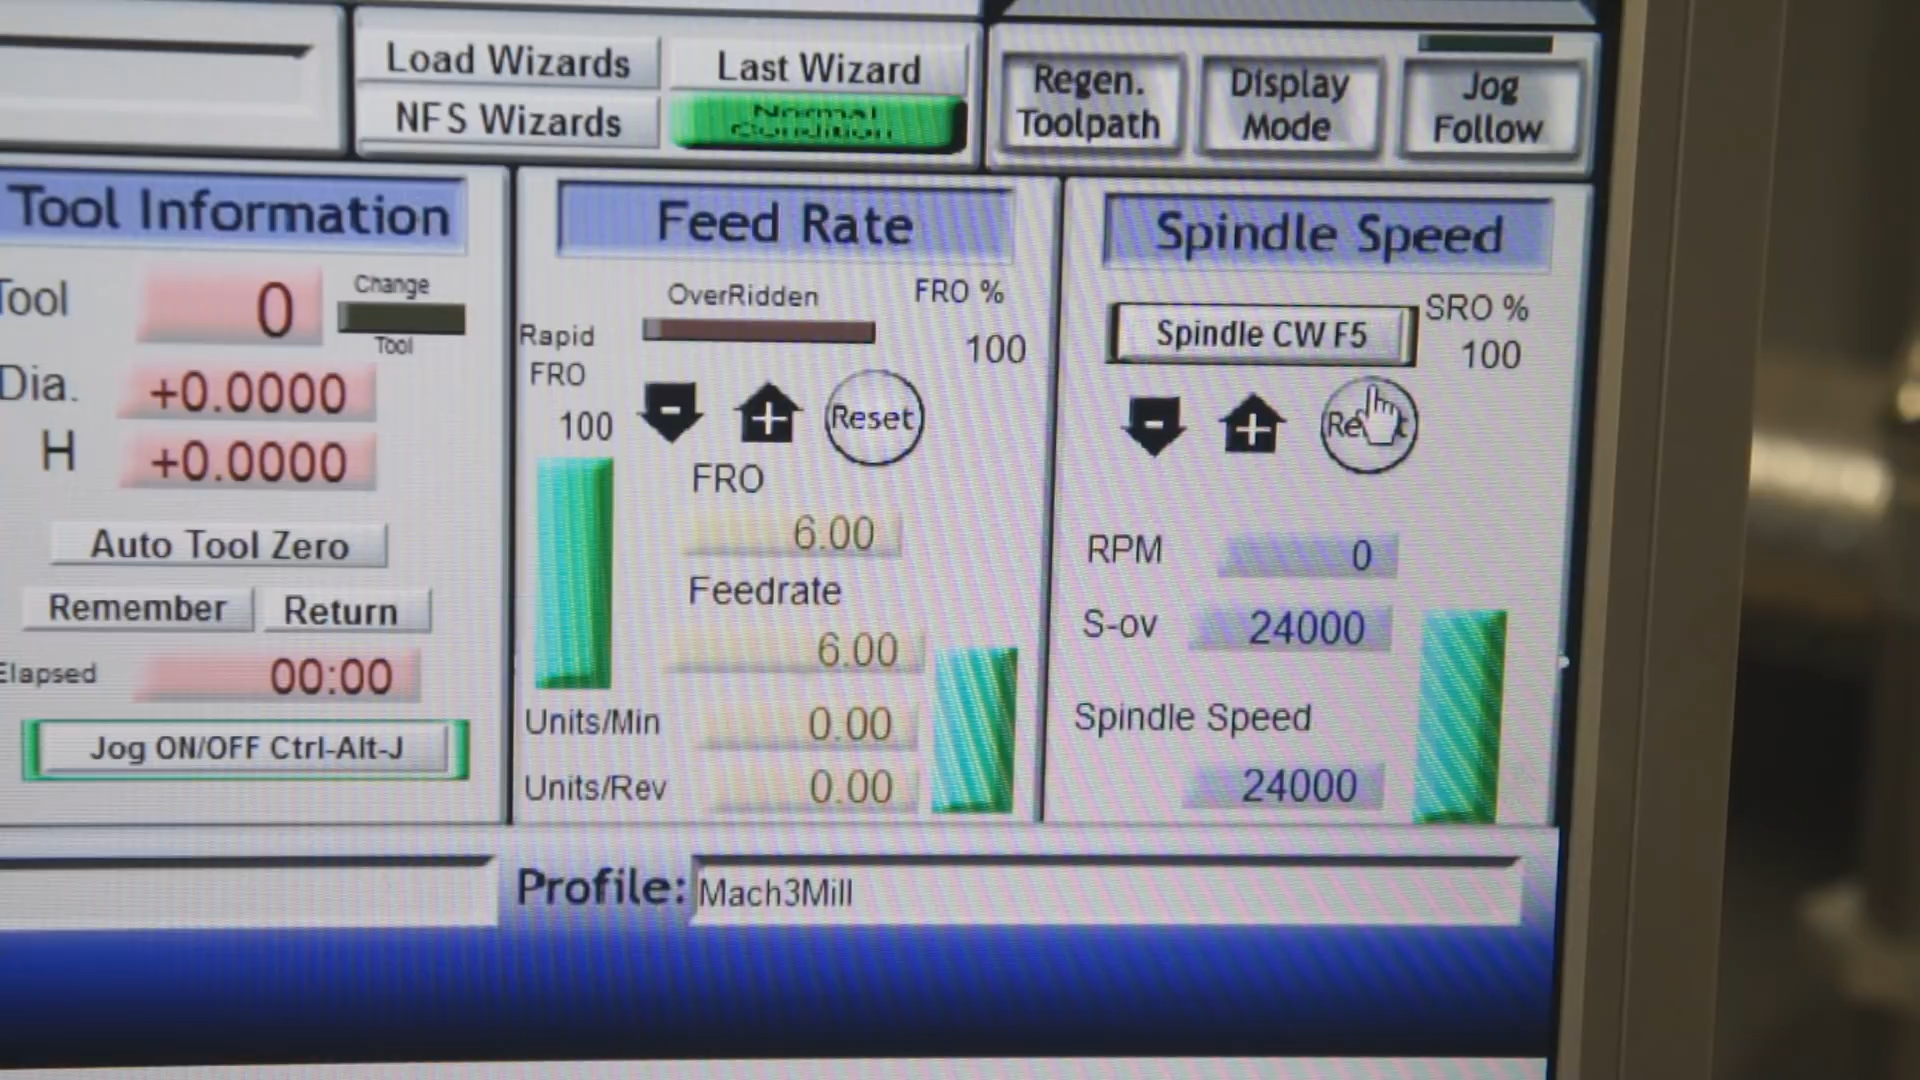 Load Wizards
Last Wizard
NFS Wizards
Normal
Condition
Regen.
Toolpath
Display
Mode
Jog
Follow
Tool Information
Tool
0
Change
Tool
Dia.
+0.0000
H
+0.0000
Auto Tool Zero
Remember
Return
Elapsed
00:00
Jog ON/OFF Ctrl-Alt-J
Feed Rate
OverRidden
FRO %
100
Rapid
FRO
100
-
+
Reset
FRO
6.00
Feedrate
6.00
Units/Min
0.00
Units/Rev
0.00
Spindle Speed
Spindle CW F5
SRO %
100
-
+
RPM
0
S-ov
24000
Spindle Speed
24000
Profile:
Mach3Mill